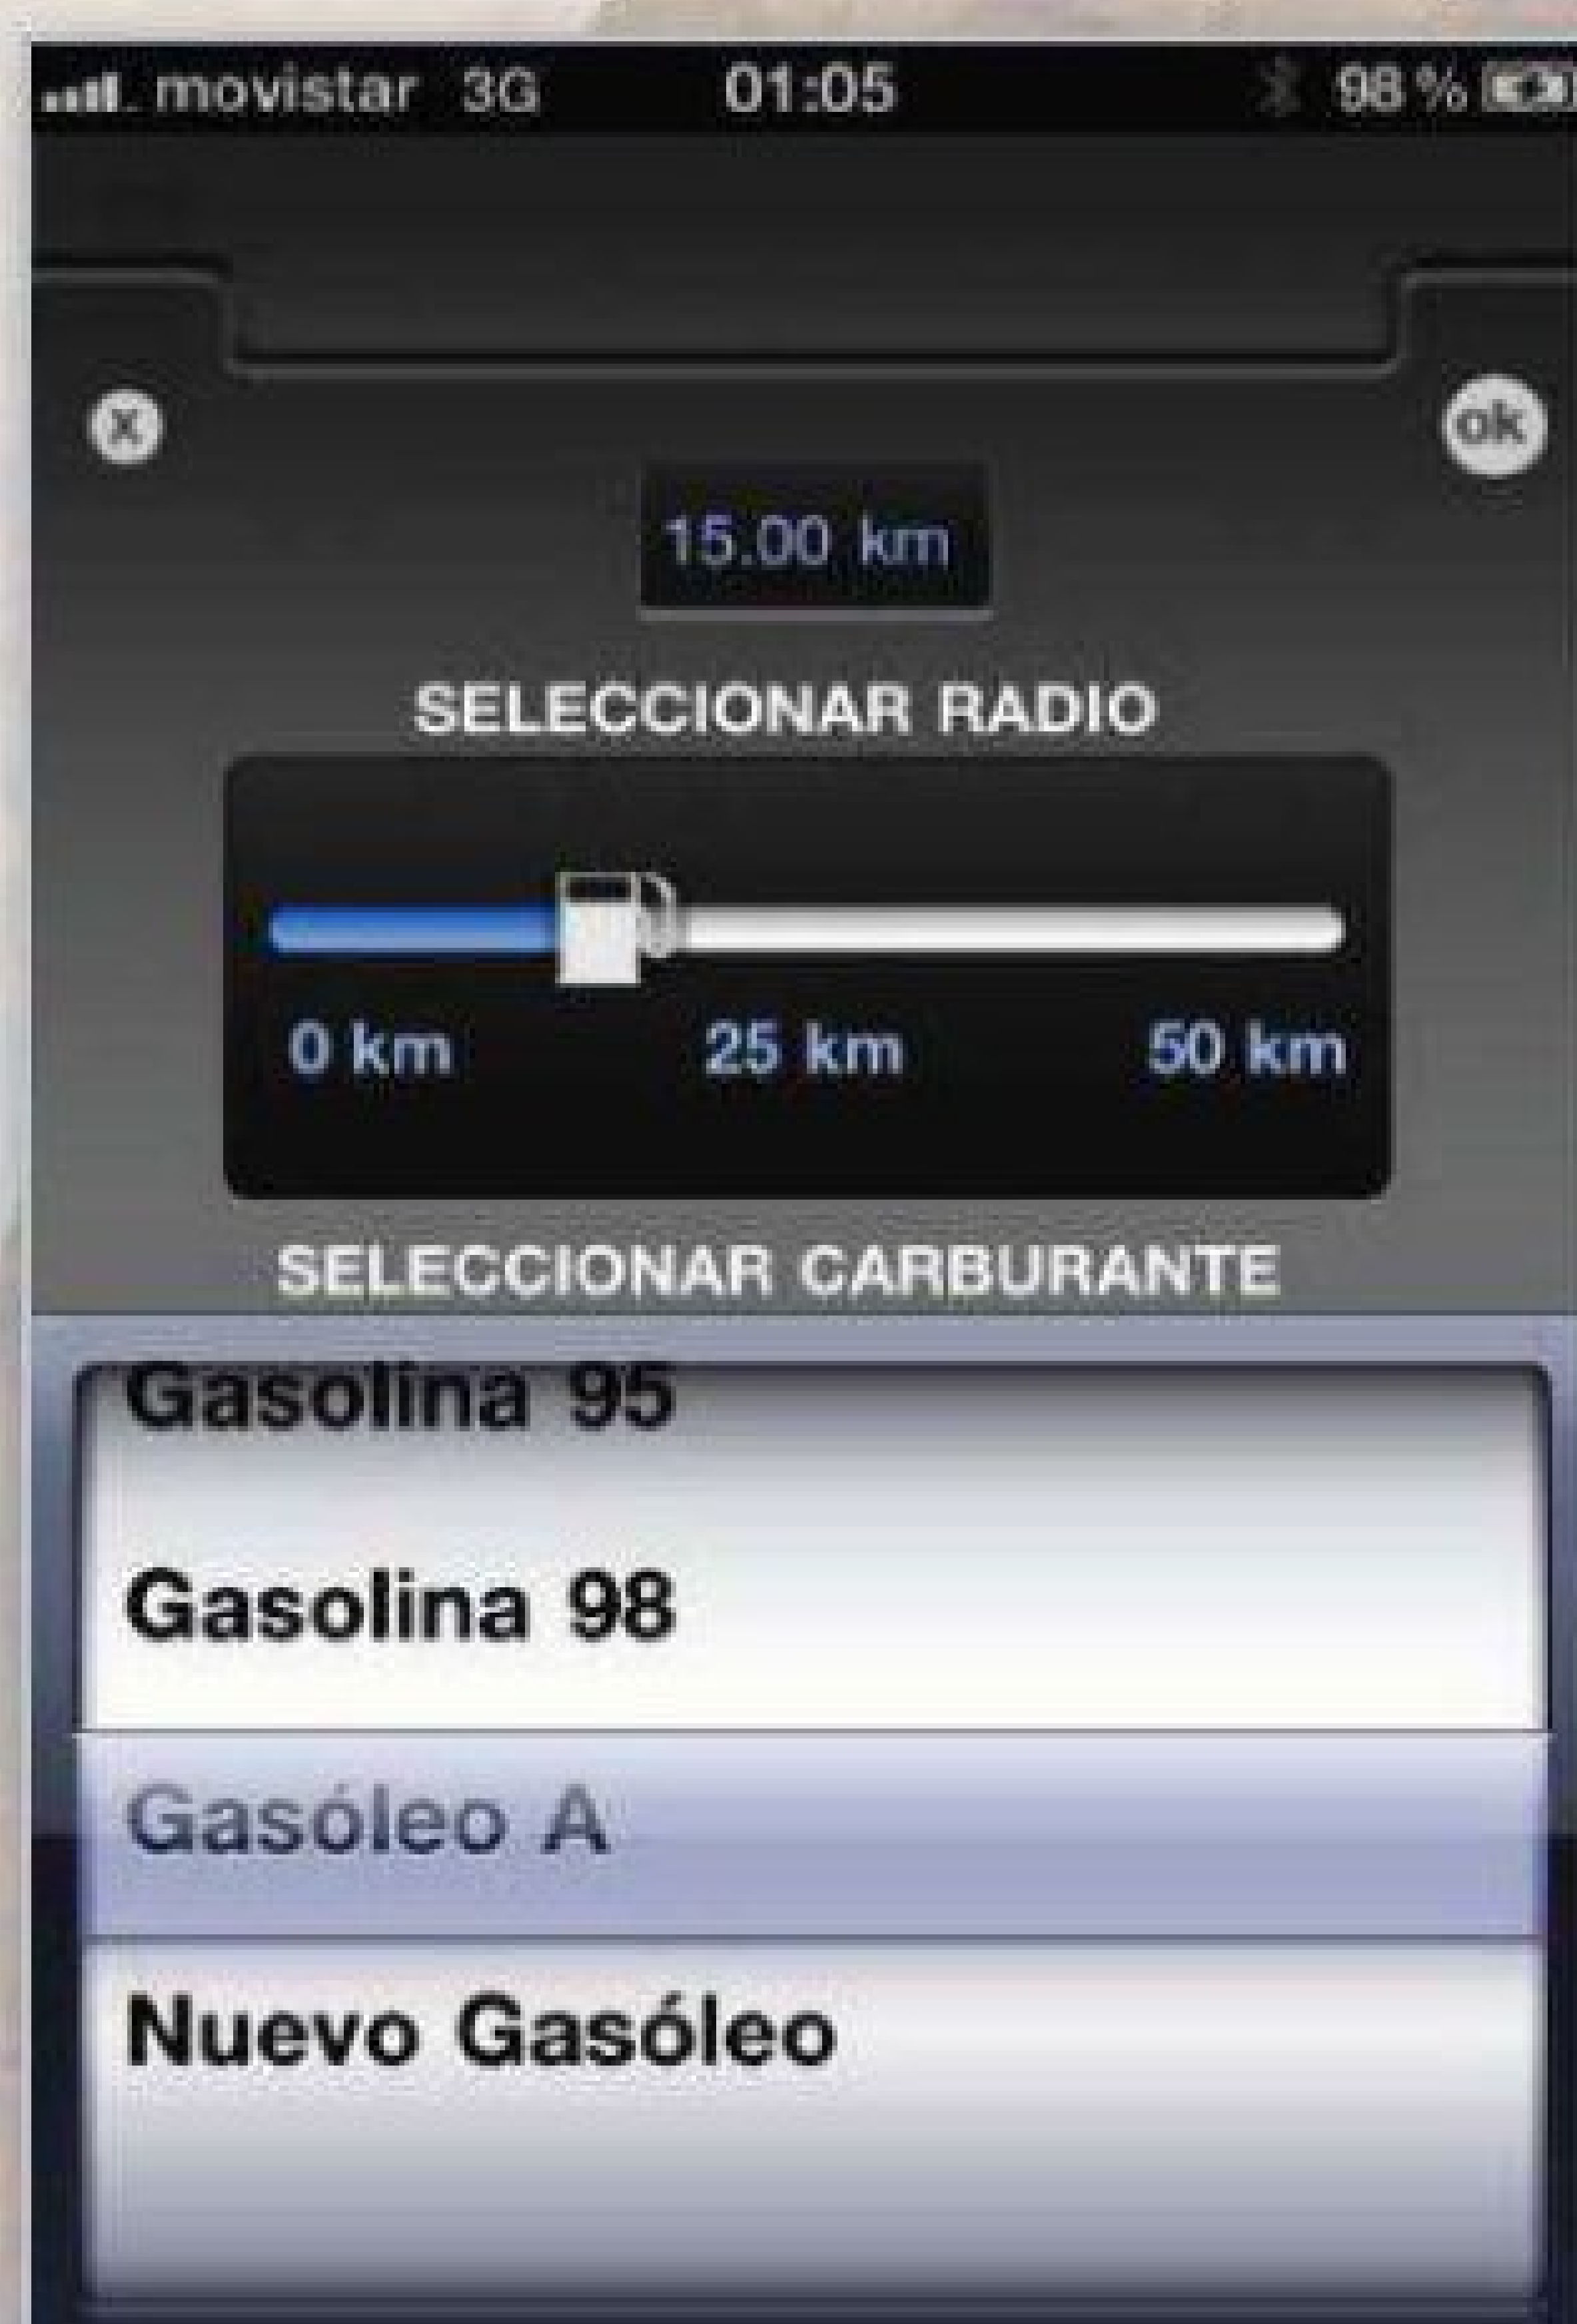 movistar 3G 01:05 98 %
x ok
15.00 km
SELECCIONAR RADIO
0 km 25 km 50 km
SELECCIONAR CARBURANTE
Gasolina 95
Gasolina 98
Gasóleo A
Nuevo Gasóleo